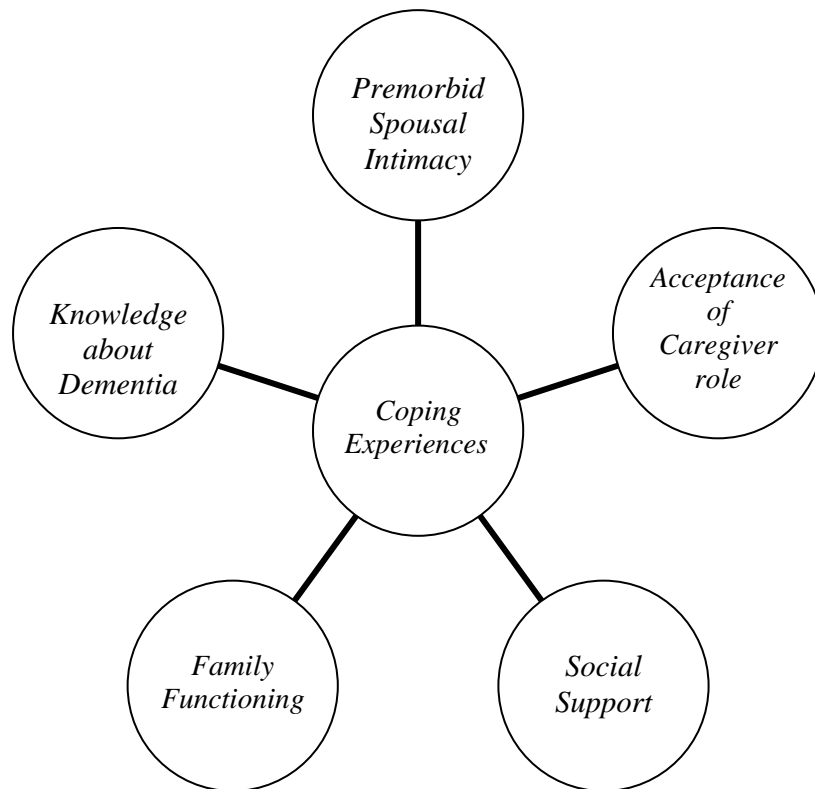 Premorbid
Spousal
Intimacy
Knowledge
about
Dementia
Acceptance
of
Caregiver
role
Coping
Experiences
Family
Functioning
Social
Support